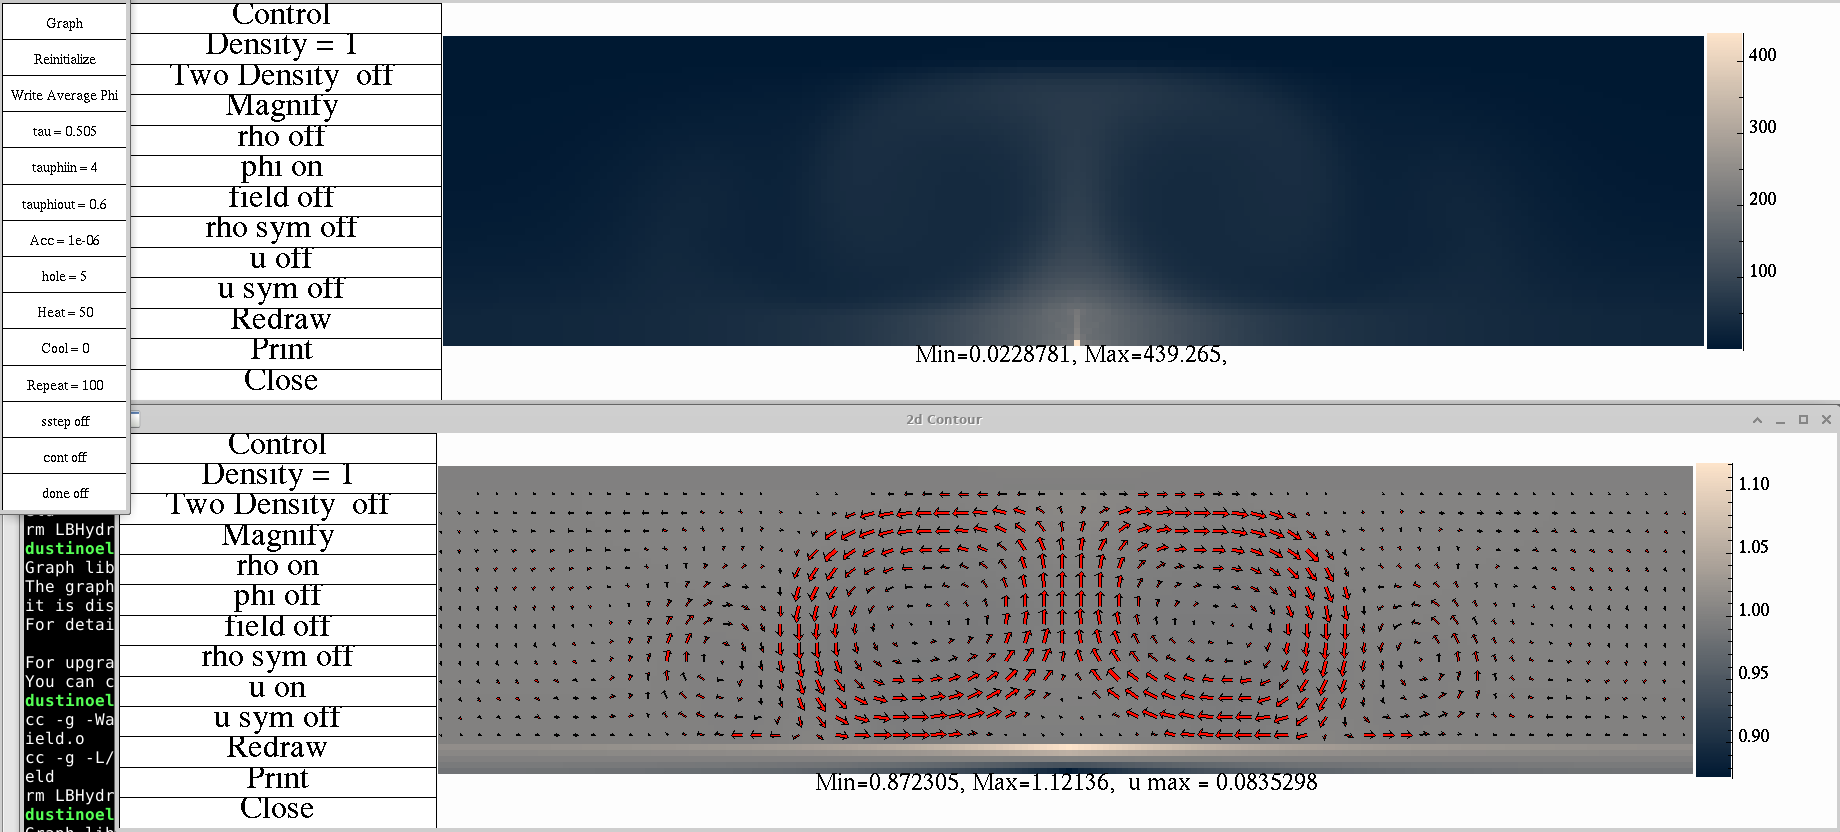 Graph
Reinitialize
Write Average Phi
tau = 0.505
tauphiin = 4
tauphiout = 0.6
Acc = 1e-06
hole = 5
Heat = 50
Cool = 0
Repeat = 100
sstep off
cont off
done off
Control
Density = 1
Two Density off
Magnify
rho off
phi on
field off
rho sym off
u off
u sym off
Redraw
Print
Close
400
300
200
100
Min=0.0228781, Max=439.265,
2d Contour
Control
Density = 1
Two Density off
Magnify
rho on
phi off
field off
rho sym off
u on
u sym off
Redraw
Print
Close
1.10
1.05
1.00
0.95
0.90
Min=0.872305, Max=1.12136, u max = 0.0835298
rm LBHydr
dustinoel
Graph lib
The graph
it is dis
For detai
For upgra
You can c
dustinoel
cc -g -Wa
ield.o
cc -g -L/
eld
rm LBHydr
dustinoel